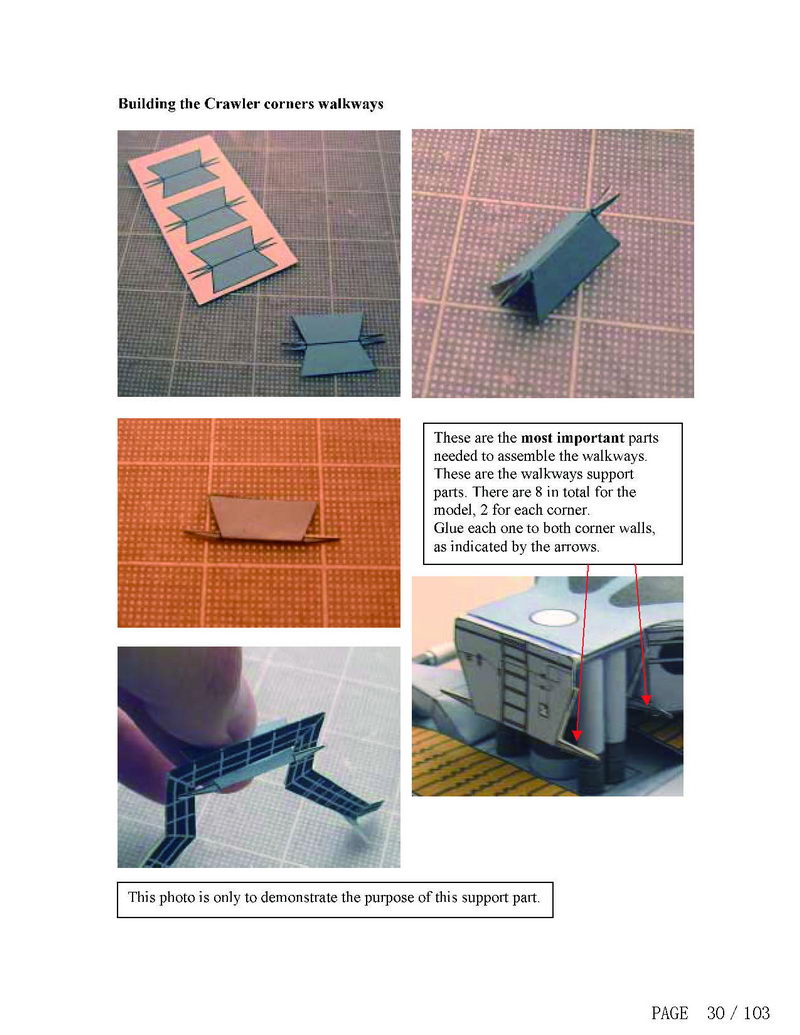 Building the Crawler corners walkways
These are the most important parts
needed to assemble the walkways.
These are the walkways support
parts. There are 8 in total for the
model, 2 for each corner.
Glue each one to both corner walls,
as indicated by the arrows.
This photo is only to demonstrate the purpose of this support part.
PAGE 30 / 103